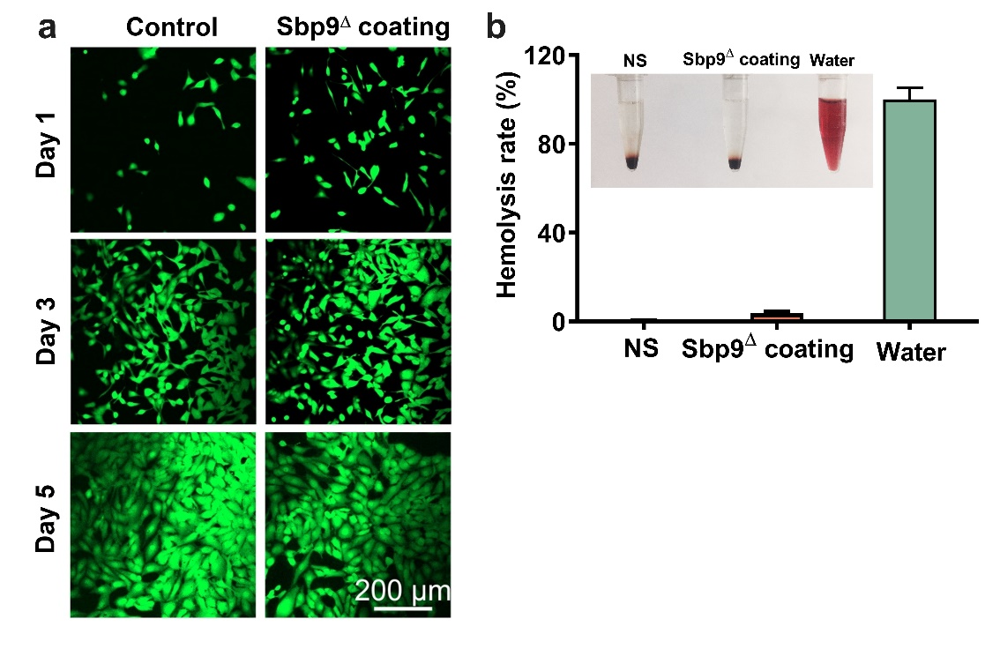 a
Control
Sbp9Δ coating
Day 1
Day 3
Day 5
200 μm
b
Hemolysis rate (%)
120
80
40
0
NS
Sbp9Δ coating
Water
NS
Sbp9Δ coating
Water